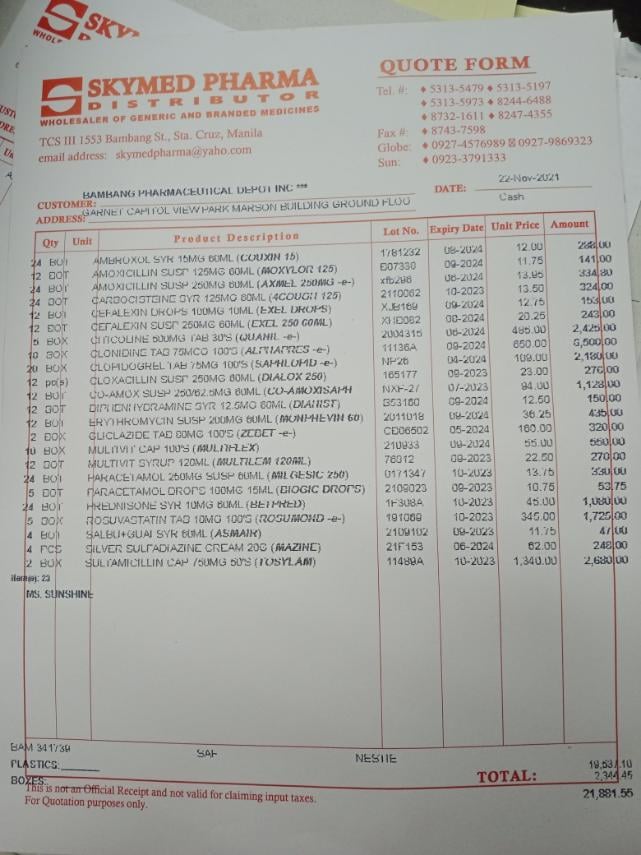 SKY
WHOL
SKYMED PHARMA
DISTRIBUTOR
WHOLESALER OF GENERIC AND BRANDED MEDICINES
TCS III 1553 Bambang St., Sta. Cruz, Manila
email address: skymedpharma@yaho.com
QUOTE FORM
Tel. #: ♦ 5313-5479 ♦ 5313-5197
♦ 5313-5973 ♦ 8244-6488
♦ 8732-1611 ♦ 8247-4355
Fax #: ♦ 8743-7598
Globe: ♦ 0927-4576989 ✉ 0927-9869323
Sun: ♦ 0923-3791333
BAMBANG PHARMACEUTICAL DEPOT INC ***
CUSTOMER:
DATE: 22-Nov-2021
ADDRESS: GARNET CAPITOL VIEW PARK MARSON BUILDING GROUND FLOO
Cash
Qty Unit Product Description Lot No. Expiry Date Unit Price Amount
24 BOT AMBROXOL SYR 15MG 60ML (COUXIN 15) 1781232 08-2024 12.00 288.00
12 BOT AMOXICILLIN SUSP 125MG 60ML (MOXYLOR 125) B07330 09-2024 11.75 141.00
24 BOT AMOXICILLIN SUSP 250MG 60ML (AXMEL 250MG -e-) xfb298 06-2024 13.95 334.80
24 BOT CARBOCISTEINE SYR 125MG 60ML (4COUGH 125) 2110062 10-2023 13.50 324.00
12 BOT CEFALEXIN DROPS 100MG 10ML (EXEL DROPS) XJB169 09-2024 12.75 153.00
12 BOT CEFALEXIN SUSP 250MG 60ML (EXEL 250 60ML) XHD082 08-2024 20.25 243.00
5 BOX CITICOLINE 500MG TAB 30'S (QUANIL -e-) 2004315 06-2024 485.00 2,425.00
10 BOX CLONIDINE TAB 75MCG 100'S (ALPHAPRES -e-) 11136A 09-2024 650.00 6,500.00
20 BOX CLOPIDOGREL TAB 75MG 100'S (SAPHLOPID -e-) NP26 04-2024 109.00 2,180.00
12 pc(s) CLOXACILLIN SUSP 250MG 60ML (DIALOX 250) 165177 09-2023 23.00 276.00
12 BOT CO-AMOX SUSP 250/62.5MG 60ML (CO-AMOXISAPH NXF-27 07-2023 94.00 1,128.00
12 BOT DIPHENHYDRAMINE SYR 12.5MG 60ML (DIANIST) B53160 09-2024 12.50 150.00
12 BOT ERYTHROMYCIN SUSP 200MG 60ML (MONPHEVIN 60) 2011018 09-2024 36.25 435.00
2 BOX GLICLAZIDE TAB 80MG 100'S (ZEBET -e-) CD06502 05-2024 160.00 320.00
10 BOX MULTIVIT CAP 100'S (MULTIFLEX) 210933 09-2024 55.00 550.00
12 BOT MULTIVIT SYRUP 120ML (MULTILEM 120ML) 76012 09-2023 22.50 270.00
24 BOT PARACETAMOL 250MG SUSP 60ML (MILGESIC 250) 0171347 10-2023 13.75 330.00
5 BOT PARACETAMOL DROPS 100MG 15ML (BIOGIC DROPS) 2109023 09-2023 10.75 53.75
24 BOT PREDNISONE SYR 10MG 60ML (BETPRED) 1F308A 10-2023 45.00 1,080.00
5 BOX ROSUVASTATIN TAB 10MG 100'S (ROSUMOND -e-) 191069 10-2023 345.00 1,725.00
4 BOT SALBU+GUAI SYR 60ML (ASMAIR) 2109102 09-2023 11.75 47.00
4 PCS SILVER SULFADIAZINE CREAM 20G (MAZINE) 21F153 06-2024 62.00 248.00
2 BOX SULTAMICILLIN CAP 750MG 50'S (TOSYLAM) 11489A 10-2023 1,340.00 2,680.00
item(s): 23
MS. SUNSHINE
BAM 341739 SAF NESTIE
PLASTICS:
BOXES:
19,537.10
TOTAL: 2,344.45
21,881.55
This is not an Official Receipt and not valid for claiming input taxes.
For Quotation purposes only.